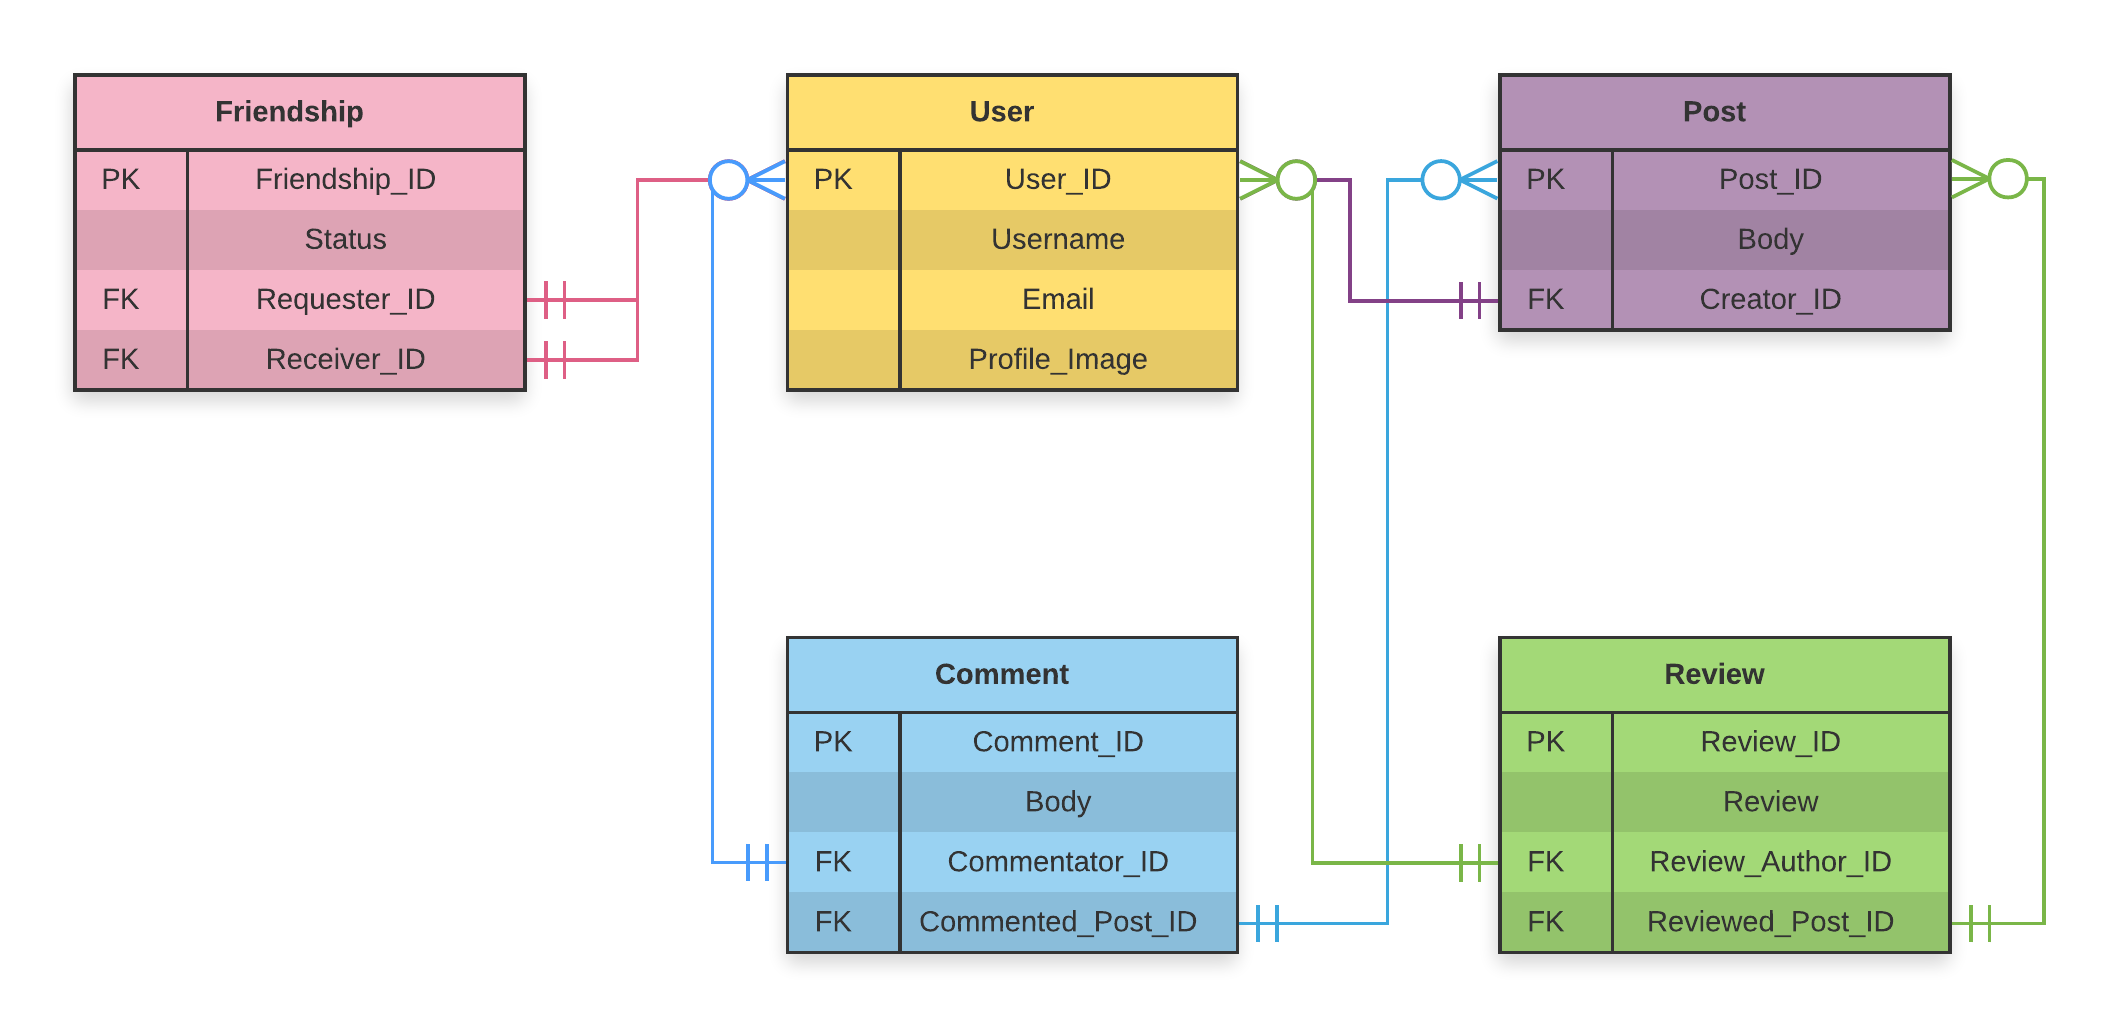 Friendship
PK Friendship_ID
Status
FK Requester_ID
FK Receiver_ID
User
PK User_ID
Username
Email
Profile_Image
Post
PK Post_ID
Body
FK Creator_ID
Comment
PK Comment_ID
Body
FK Commentator_ID
FK Commented_Post_ID
Review
PK Review_ID
Review
FK Review_Author_ID
FK Reviewed_Post_ID